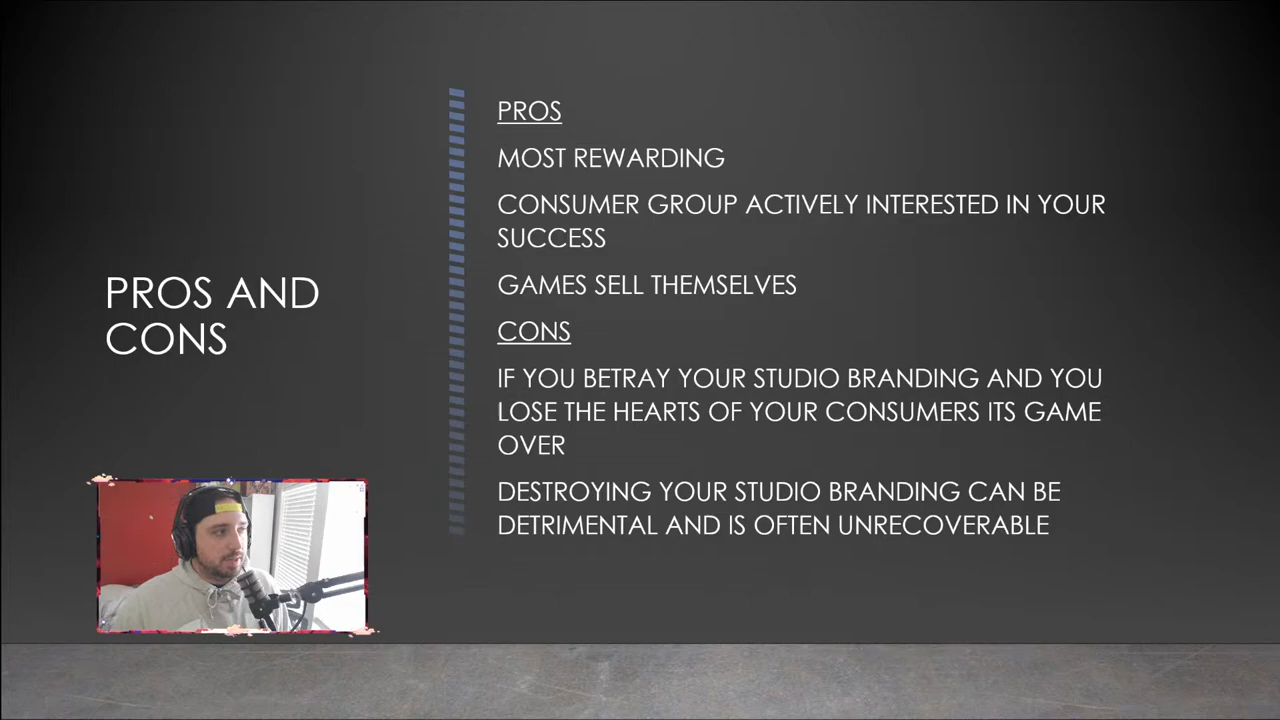 PROS AND
CONS
PROS
MOST REWARDING
CONSUMER GROUP ACTIVELY INTERESTED IN YOUR
SUCCESS
GAMES SELL THEMSELVES
CONS
IF YOU BETRAY YOUR STUDIO BRANDING AND YOU
LOSE THE HEARTS OF YOUR CONSUMERS ITS GAME
OVER
DESTROYING YOUR STUDIO BRANDING CAN BE
DETRIMENTAL AND IS OFTEN UNRECOVERABLE